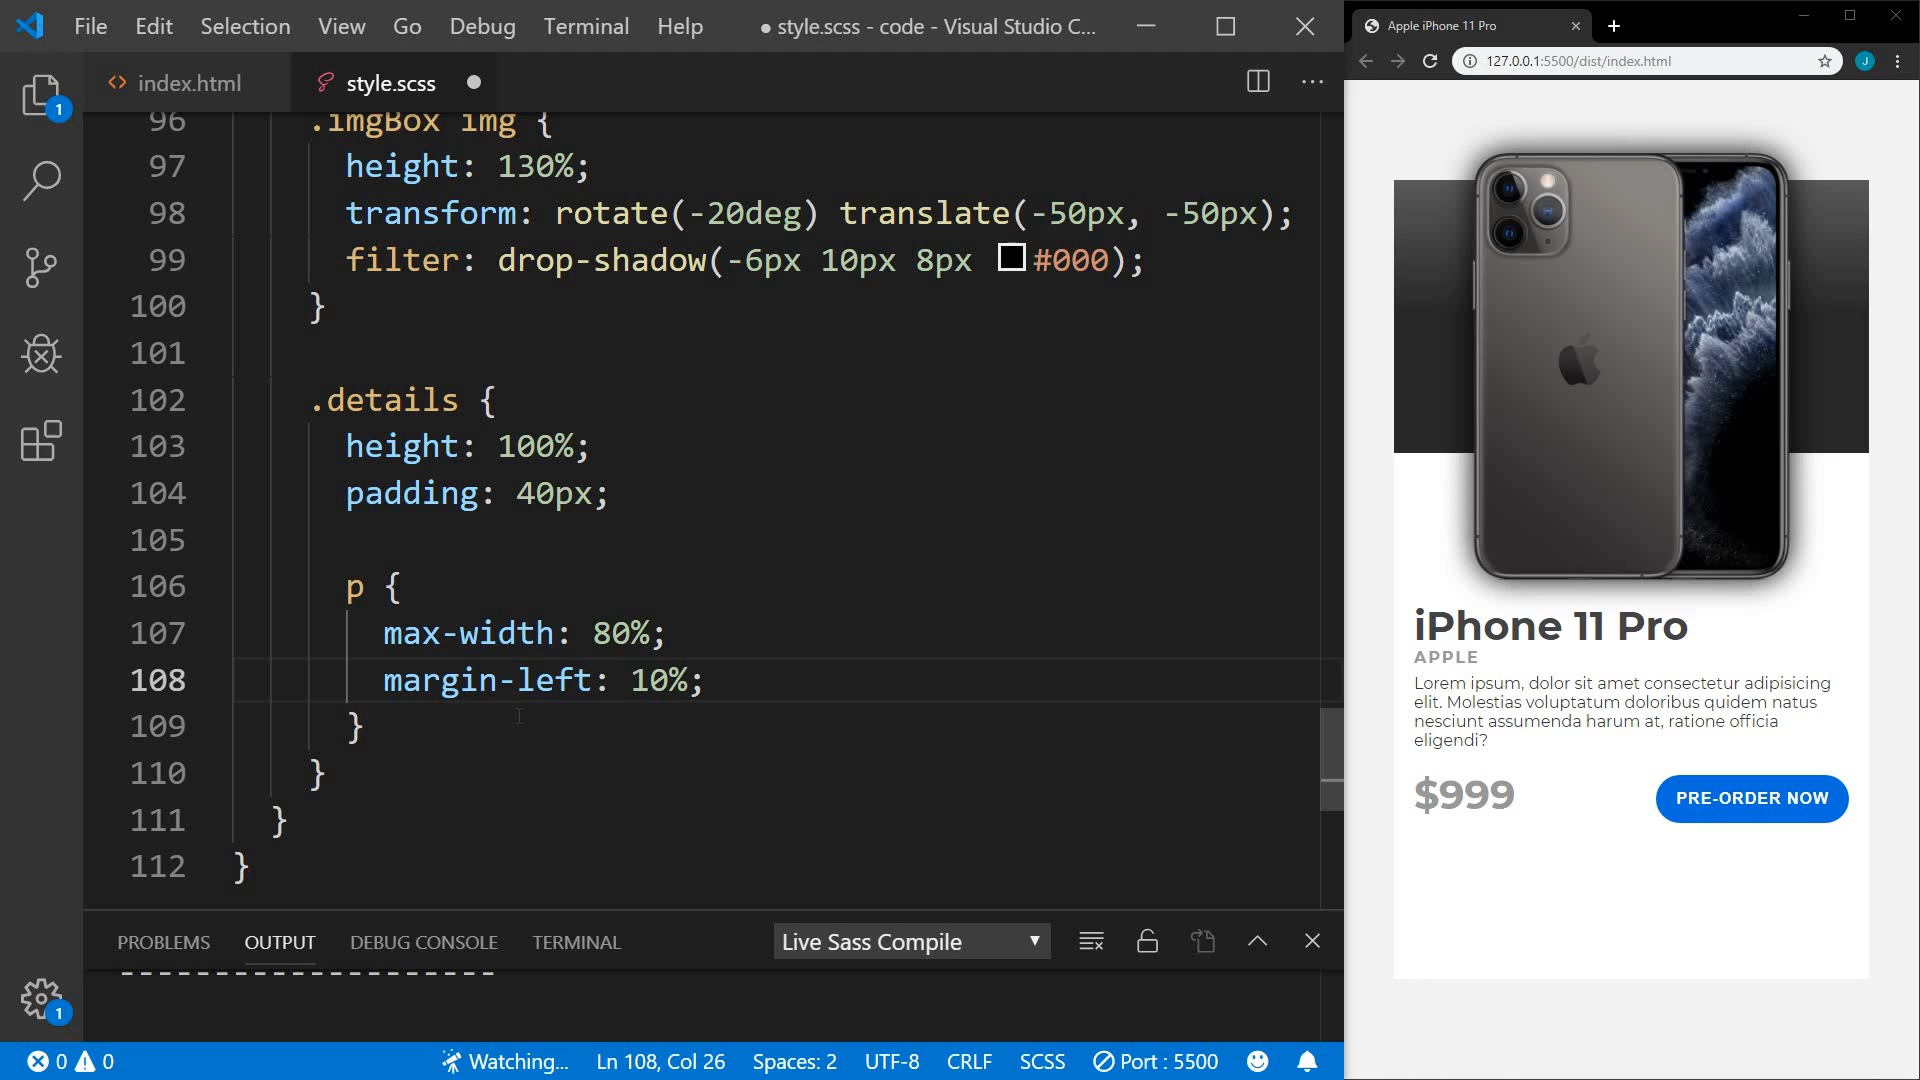 File Edit Selection View Go Debug Terminal Help ● style.scss - code - Visual Studio C...
index.html style.scss
96 .imgBox img {
97 height: 130%;
98 transform: rotate(-20deg) translate(-50px, -50px);
99 filter: drop-shadow(-6px 10px 8px #000);
100 }
101
102 .details {
103 height: 100%;
104 padding: 40px;
105
106 p {
107 max-width: 80%;
108 margin-left: 10%;
109 }
110 }
111 }
112 }
PROBLEMS OUTPUT DEBUG CONSOLE TERMINAL Live Sass Compile
--------------------
0 0 Watching... Ln 108, Col 26 Spaces: 2 UTF-8 CRLF SCSS Port : 5500
1
1
Apple iPhone 11 Pro
127.0.0.1:5500/dist/index.html J
iPhone 11 Pro
APPLE
Lorem ipsum, dolor sit amet consectetur adipisicing
elit. Molestias voluptatum doloribus quidem natus
nesciunt assumenda harum at, ratione officia
eligendi?
$999 PRE-ORDER NOW